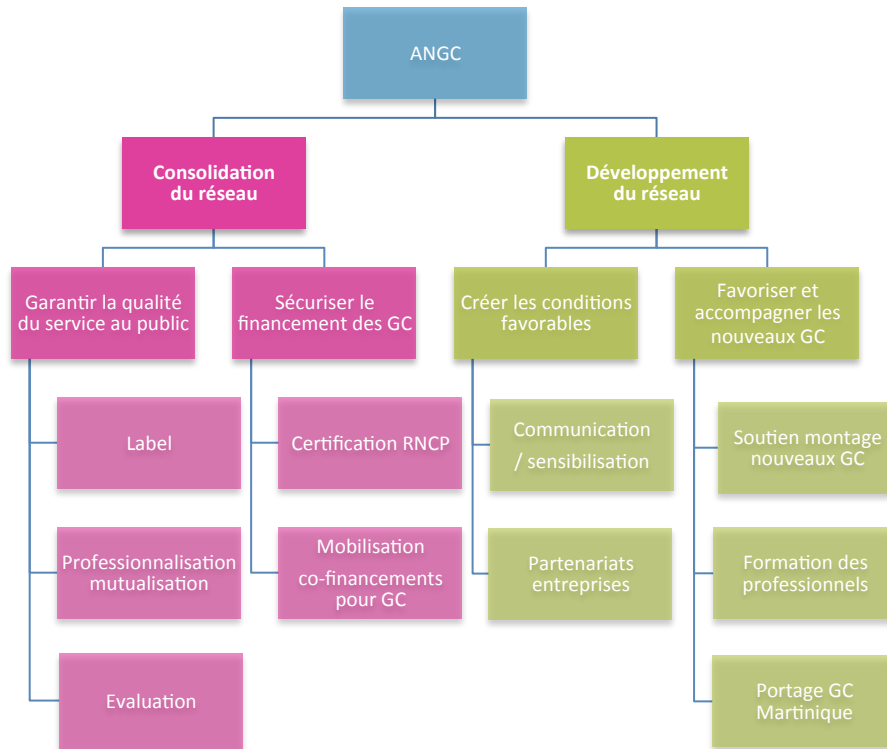 ANGC
Consolidation
du réseau
Développement
du réseau
Garantir la qualité
du service au public
Sécuriser le
financement des GC
Créer les conditions
favorables
Favoriser et
accompagner les
nouveaux GC
Label
Certification RNCP
Communication
/ sensibilisation
Soutien montage
nouveaux GC
Professionnalisation
mutualisation
Mobilisation
co-financements
pour GC
Partenariats
entreprises
Formation des
professionnels
Evaluation
Portage GC
Martinique